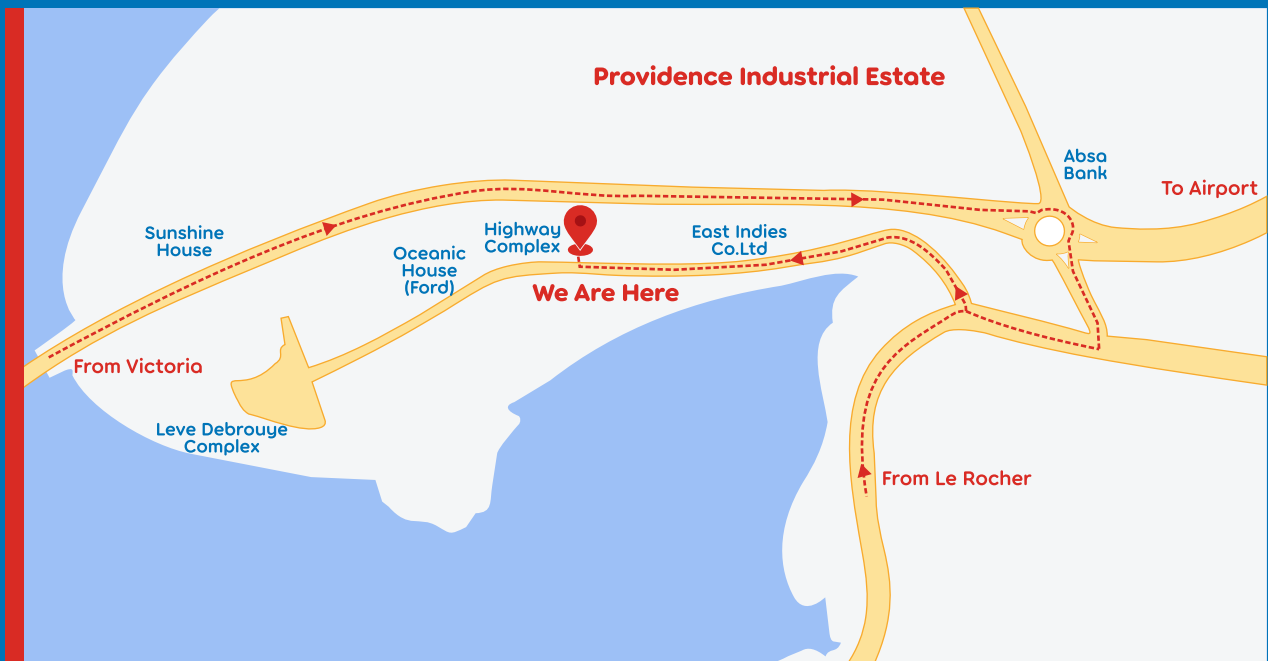 Providence Industrial Estate
Absa
Bank
To Airport
Sunshine
House
Highway
Complex
East Indies
Co.Ltd
Oceanic
House
(Ford)
We Are Here
From Victoria
Leve Debrouye
Complex
From Le Rocher